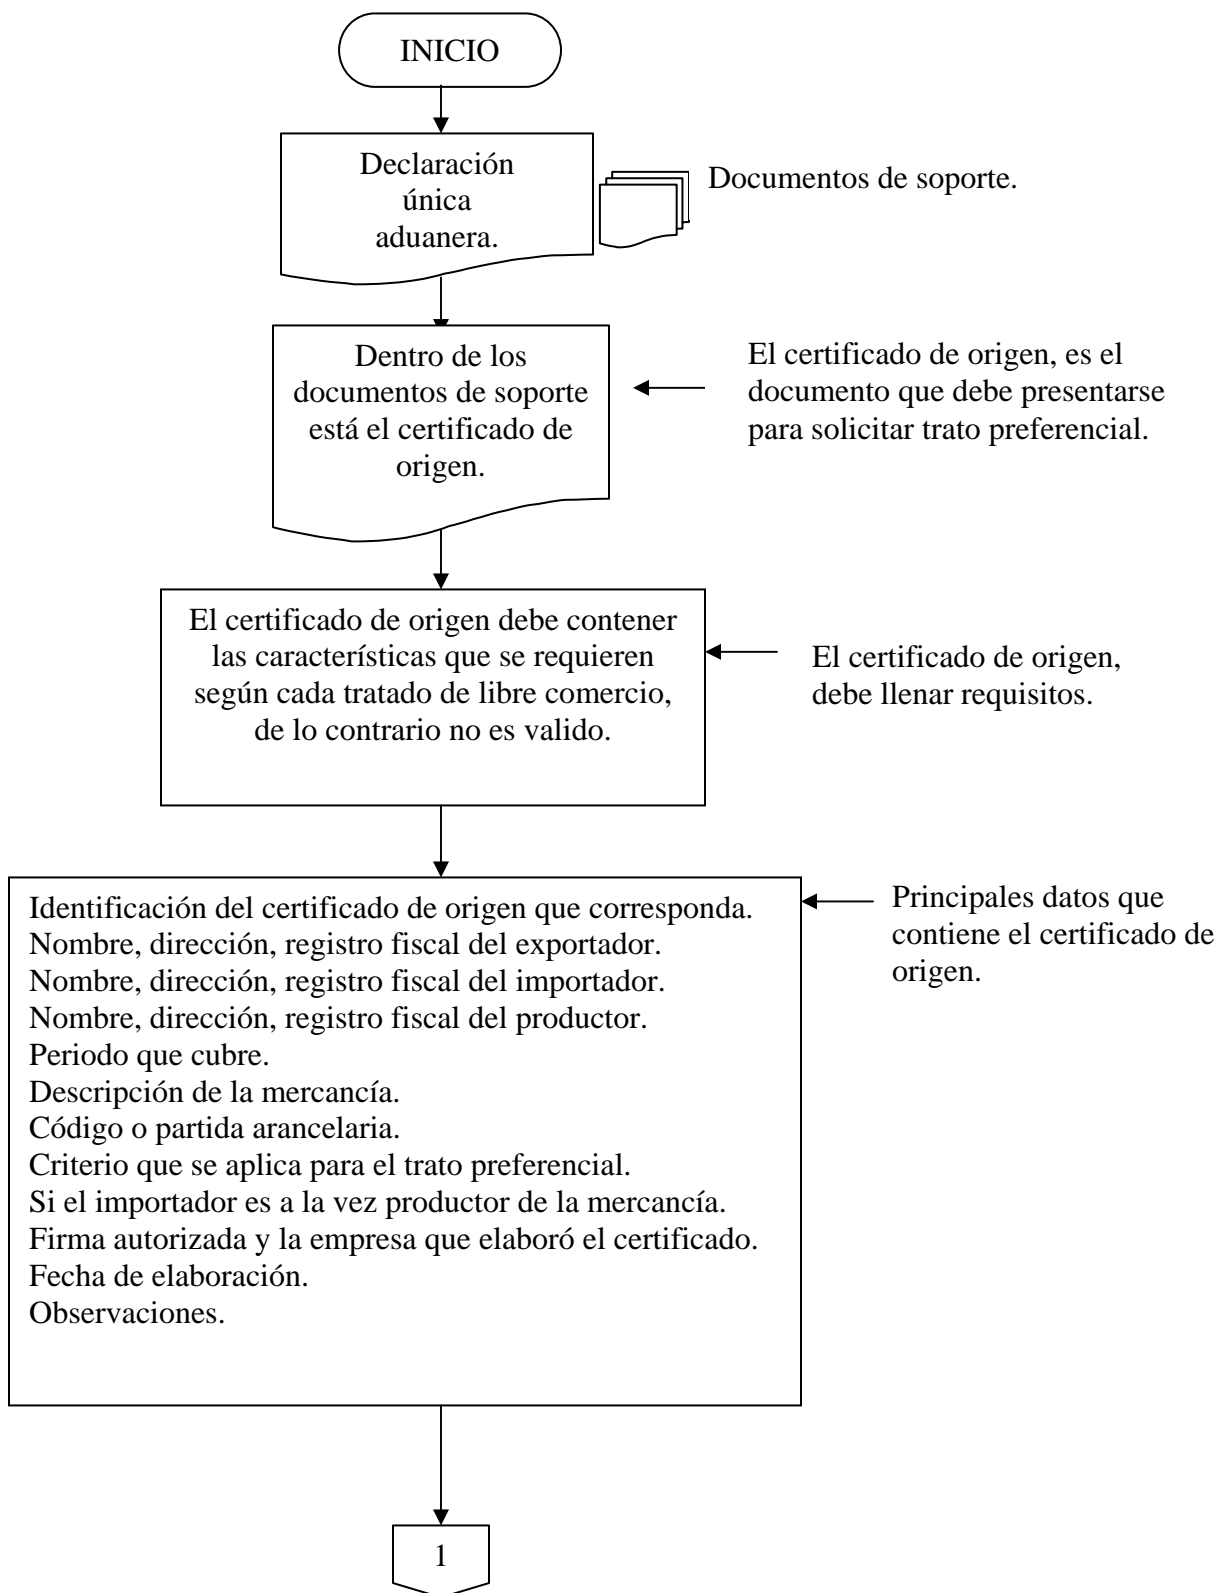 INICIO
Declaración
única
aduanera.
Documentos de soporte.
Dentro de los
documentos de soporte
está el certificado de
origen.
El certificado de origen, es el
documento que debe presentarse
para solicitar trato preferencial.
El certificado de origen debe contener
las características que se requieren
según cada tratado de libre comercio,
de lo contrario no es valido.
El certificado de origen,
debe llenar requisitos.
Identificación del certificado de origen que corresponda.
Nombre, dirección, registro fiscal del exportador.
Nombre, dirección, registro fiscal del importador.
Nombre, dirección, registro fiscal del productor.
Periodo que cubre.
Descripción de la mercancía.
Código o partida arancelaria.
Criterio que se aplica para el trato preferencial.
Si el importador es a la vez productor de la mercancía.
Firma autorizada y la empresa que elaboró el certificado.
Fecha de elaboración.
Observaciones.
Principales datos que
contiene el certificado de
origen.
1